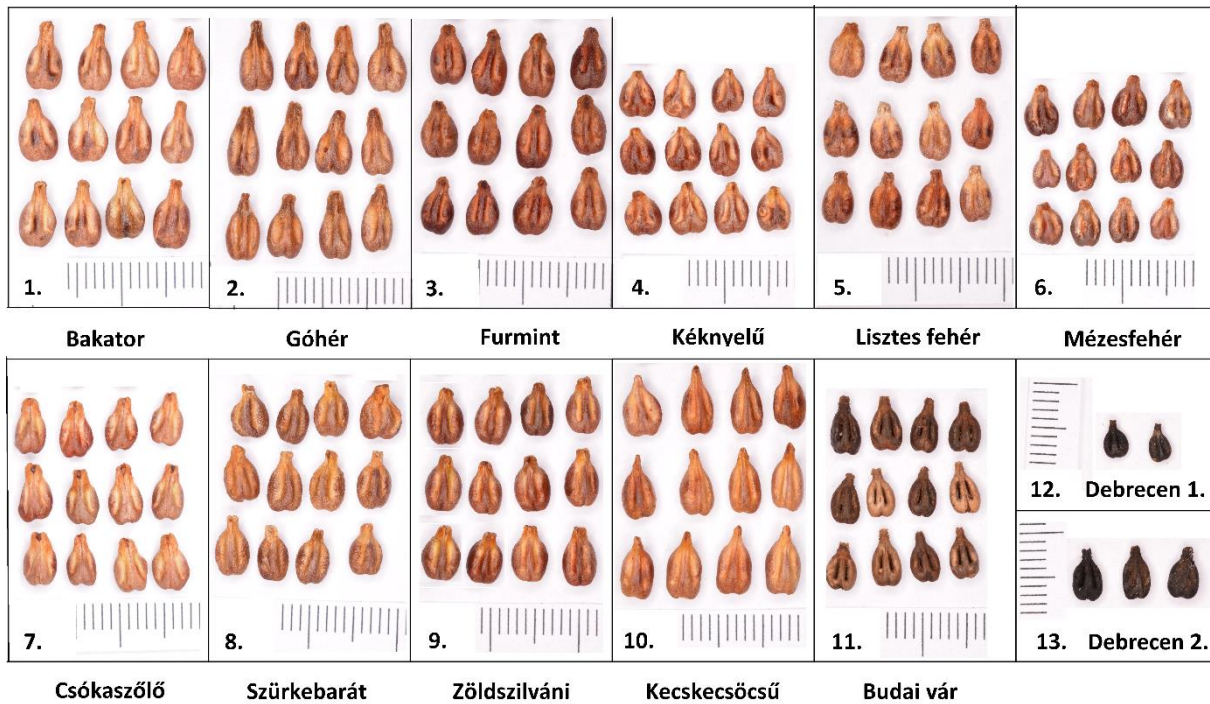 1.
2.
3.
4.
5.
6.
Bakator
Góhér
Furmint
Kéknyelű
Lisztes fehér
Mézesfehér
12. Debrecen 1.
7.
8.
9.
10.
11.
13. Debrecen 2.
Csókaszőlő
Szürkebarát
Zöldszilváni
Kecskecsöcsű
Budai vár